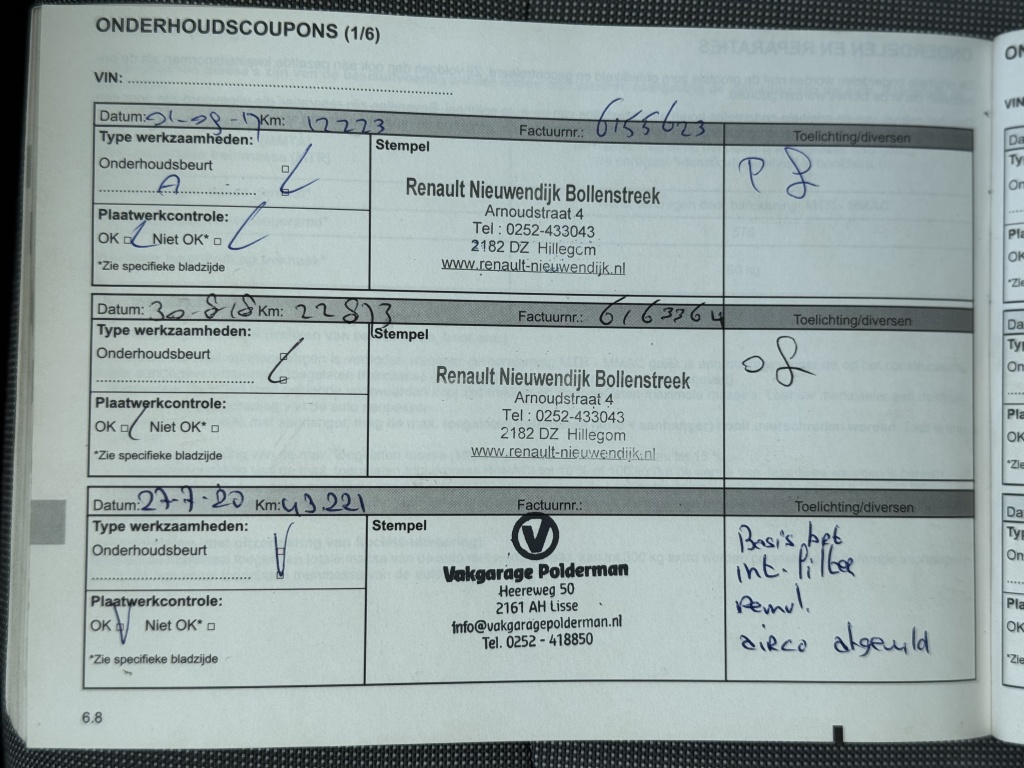 ONDERHOUDSCOUPONS (1/6)
VIN:
Datum: 01-08-17 Km: 12223 Factuurnr.: 6155623 Toelichting/diversen
Type werkzaamheden: Stempel
Onderhoudsbeurt
A
Renault Nieuwendijk Bollenstreek
Arnoudstraat 4
Tel : 0252-433043
2182 DZ Hillegom
www.renault-nieuwendijk.nl
Plaatwerkcontrole:
OK Niet OK*
*Zie specifieke bladzijde
Datum: 30-8-18 Km: 22813 Factuurnr.: 6163364 Toelichting/diversen
Type werkzaamheden: Stempel
Onderhoudsbeurt
Renault Nieuwendijk Bollenstreek
Arnoudstraat 4
Tel : 0252-433043
2182 DZ Hillegom
www.renault-nieuwendijk.nl
Plaatwerkcontrole:
OK Niet OK*
*Zie specifieke bladzijde
Datum: 27-7-20 Km: 43.221 Factuurnr.: Toelichting/diversen
Type werkzaamheden: Stempel
Onderhoudsbeurt
V
Vakgarage Polderman
Heereweg 50
2161 AH Lisse
info@vakgaragepolderman.nl
Tel. 0252 - 418850
Basis bet
int. filter
remvl.
airco afgevuld
Plaatwerkcontrole:
OK Niet OK*
*Zie specifieke bladzijde
6.8